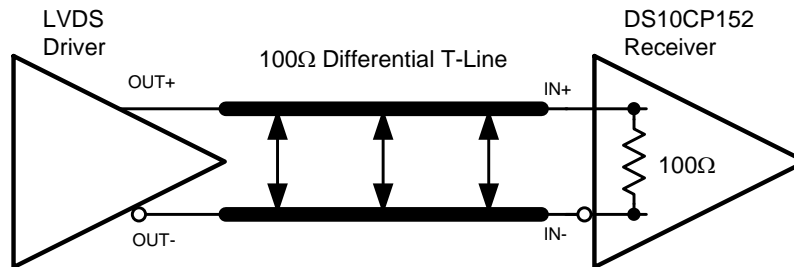 LVDS
Driver
DS10CP152
Receiver
100Ω Differential T-Line
OUT+
IN+
100Ω
OUT-
IN-